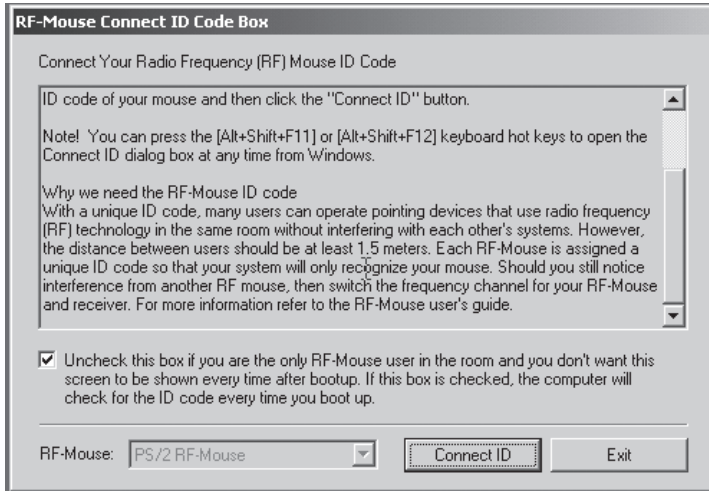 RF-Mouse Connect ID Code Box
Connect Your Radio Frequency (RF) Mouse ID Code
ID code of your mouse and then click the "Connect ID" button.
Note! You can press the [Alt+Shift+F11] or [Alt+Shift+F12] keyboard hot keys to open the
Connect ID dialog box at any time from Windows.
Why we need the RF-Mouse ID code
With a unique ID code, many users can operate pointing devices that use radio frequency
(RF) technology in the same room without interfering with each other's systems. However,
the distance between users should be at least 1.5 meters. Each RF-Mouse is assigned a
unique ID code so that your system will only recognize your mouse. Should you still notice
interference from another RF mouse, then switch the frequency channel for your RF-Mouse
and receiver. For more information refer to the RF-Mouse user's guide.
Uncheck this box if you are the only RF-Mouse user in the room and you don't want this
screen to be shown every time after bootup. If this box is checked, the computer will
check for the ID code every time you boot up.
RF-Mouse: PS/2 RF-Mouse Connect ID Exit